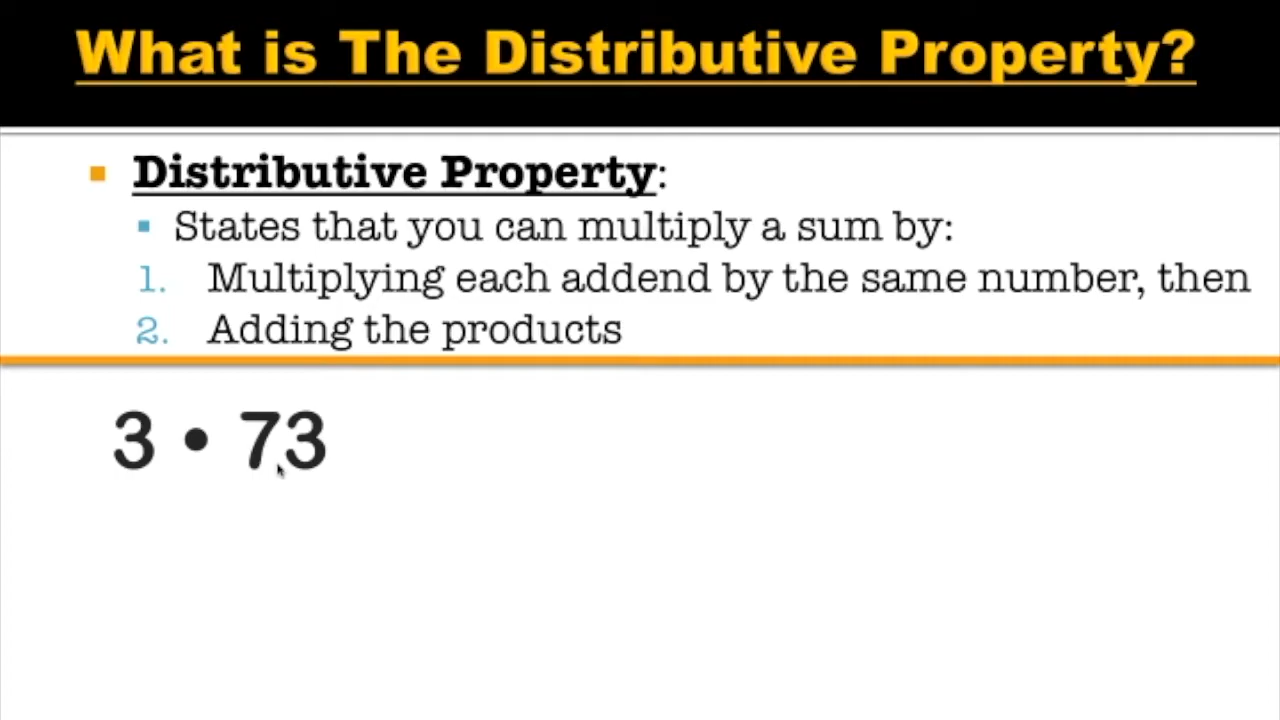 What is The Distributive Property?
Distributive Property:
States that you can multiply a sum by:
1. Multiplying each addend by the same number, then
2. Adding the products
3 • 73